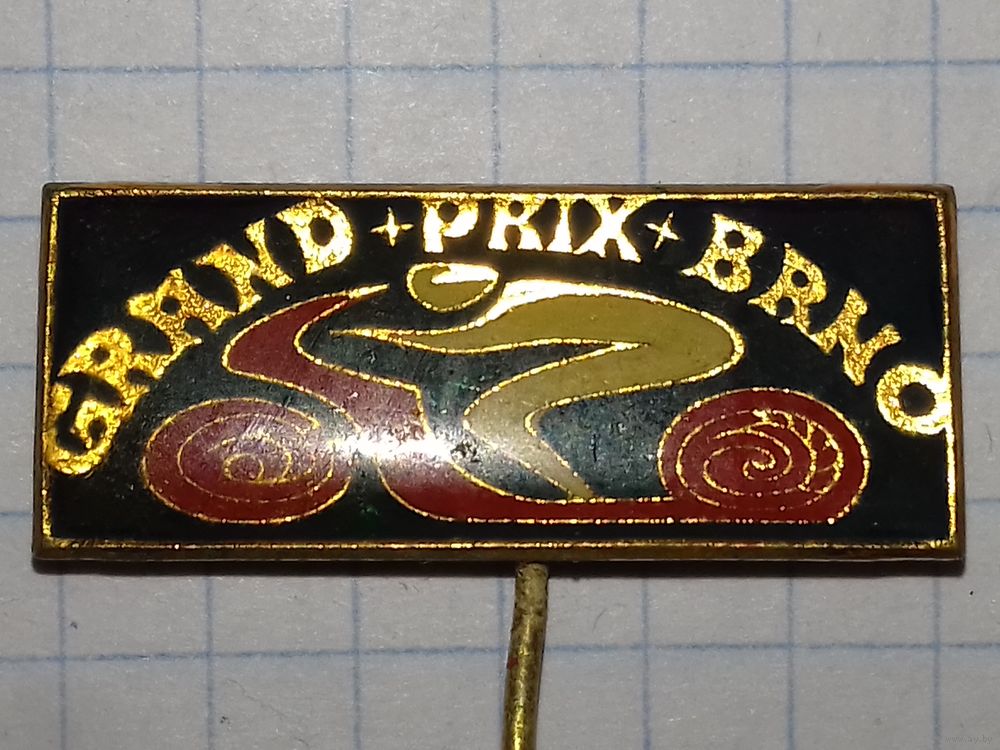 GRAND + PRIX + BRNO